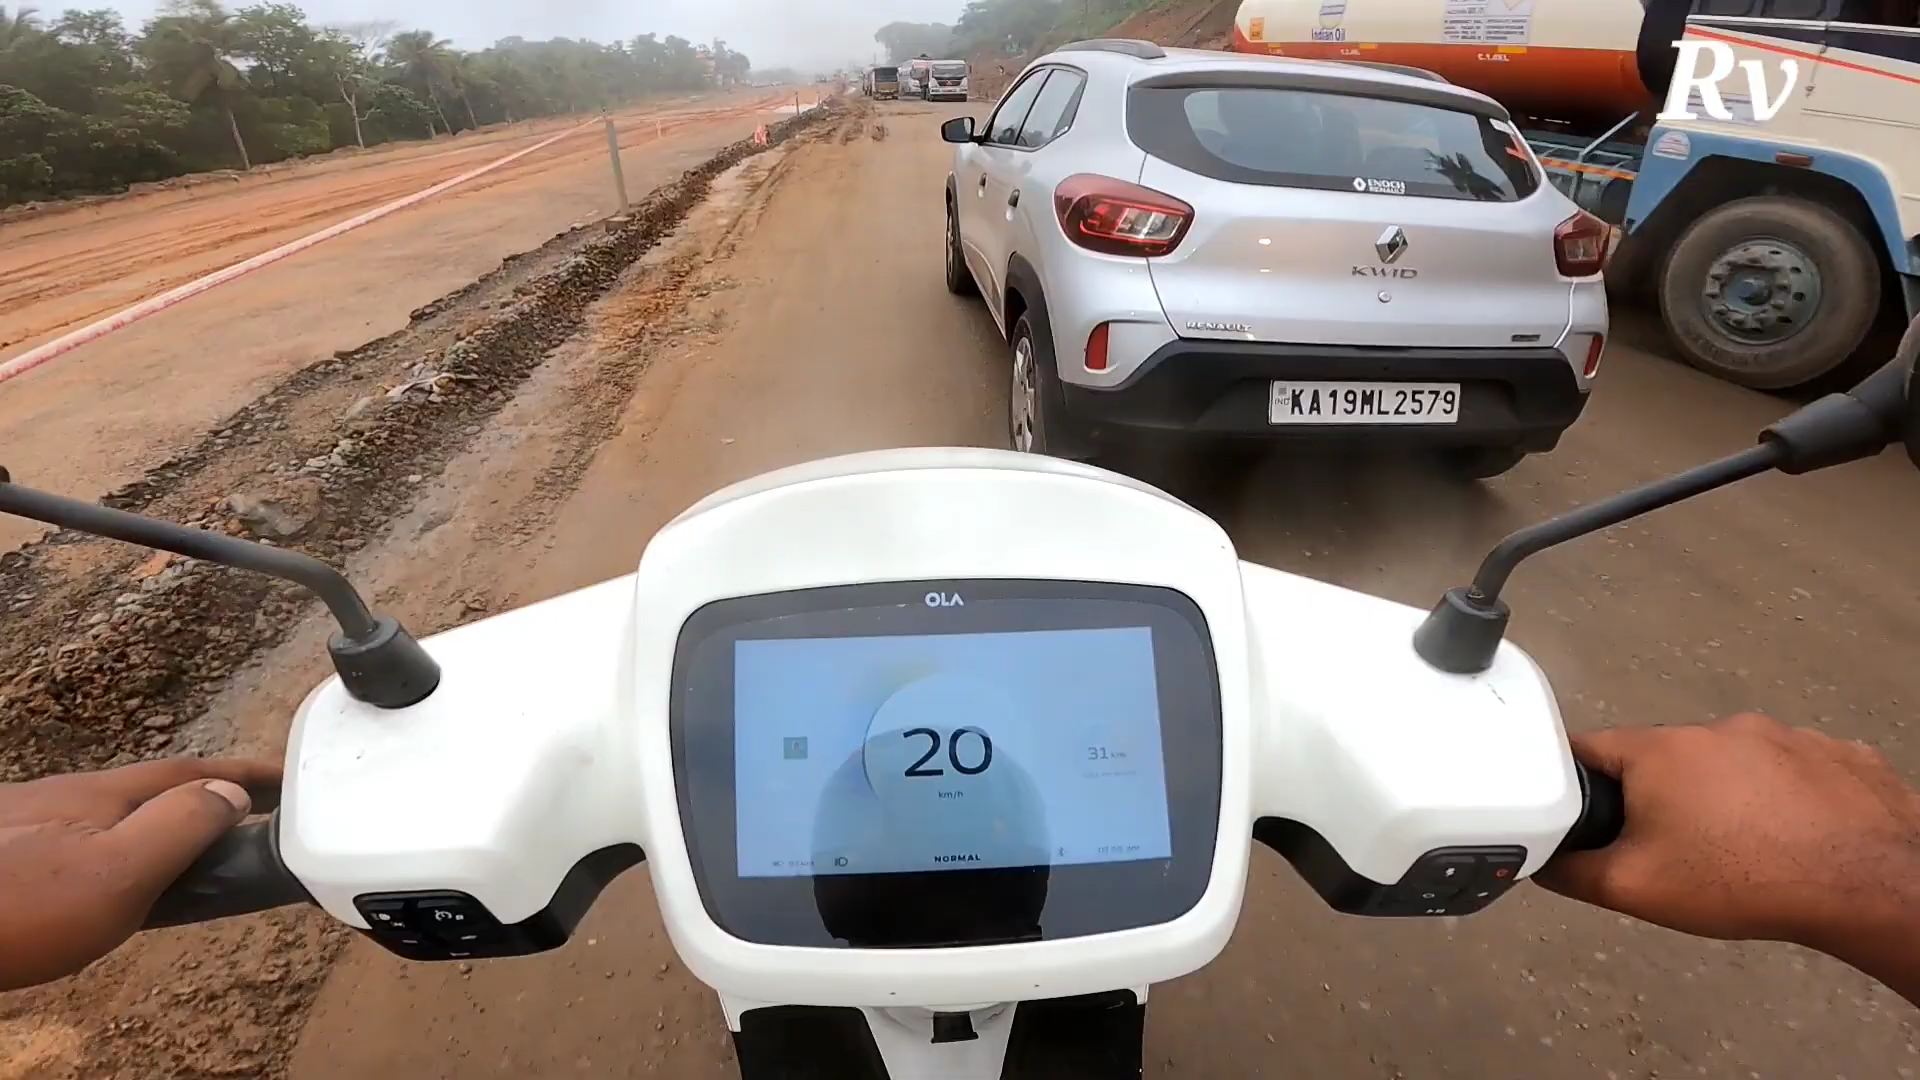 Indian Oil
Rv
ENOCH
RENAULT
KWID
RENAULT
IND
KA19ML2579
OLA
20
km/h
31 km
NORMAL